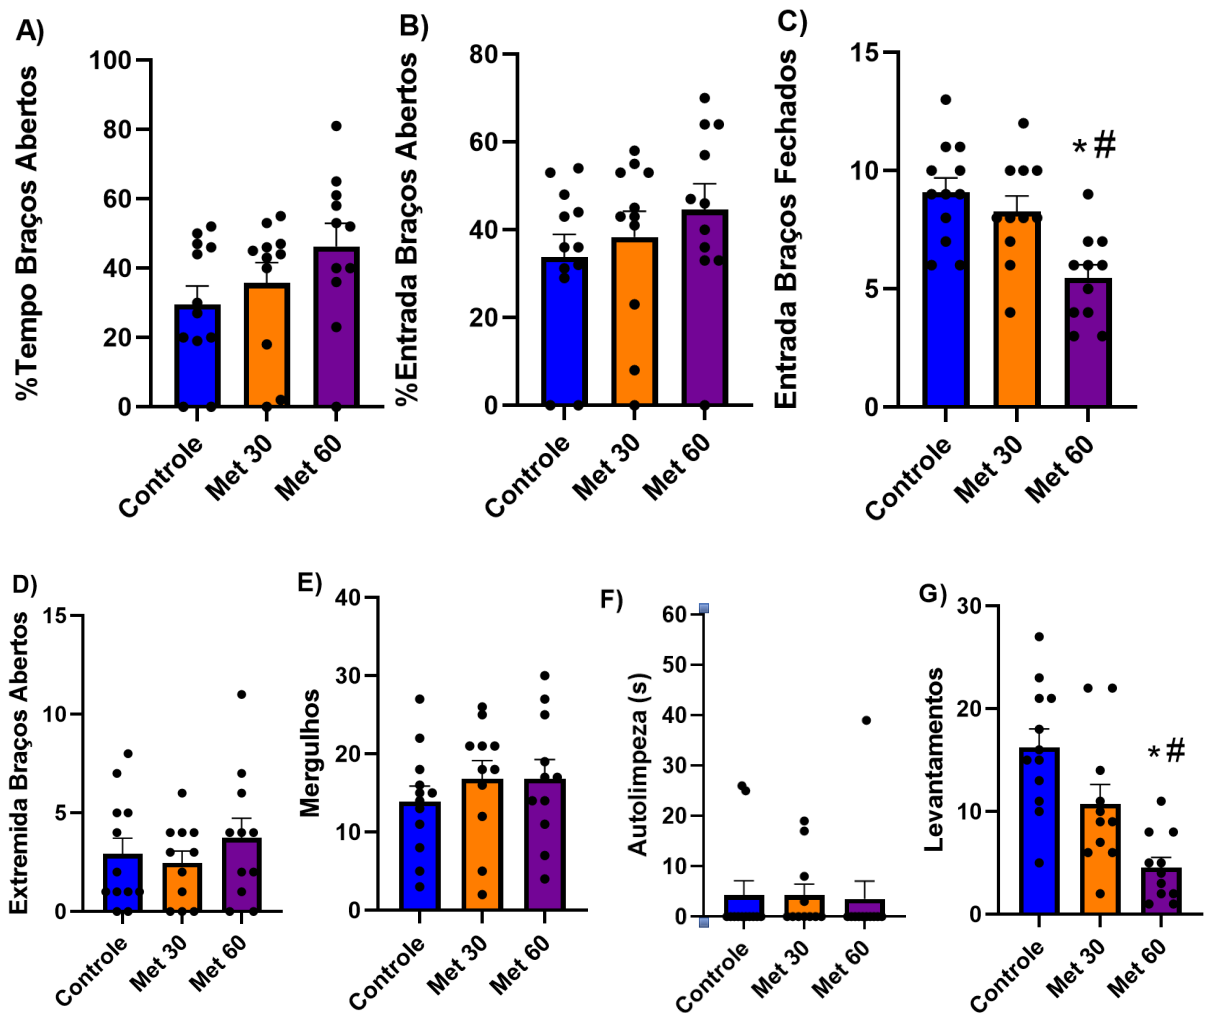 A)
%Tempo Braços Abertos
100
80
60
40
20
0
Controle
Met 30
Met 60
B)
%Entrada Braços Abertos
80
60
40
20
0
Controle
Met 30
Met 60
C)
Entrada Braços Fechados
15
10
5
0
*#
Controle
Met 30
Met 60
D)
Extremida Braços Abertos
15
10
5
0
Controle
Met 30
Met 60
E)
Mergulhos
40
30
20
10
0
Controle
Met 30
Met 60
F)
Autolimpeza (s)
60
50
40
30
20
10
0
Controle
Met 30
Met 60
G)
Levantamentos
30
20
10
0
*#
Controle
Met 30
Met 60